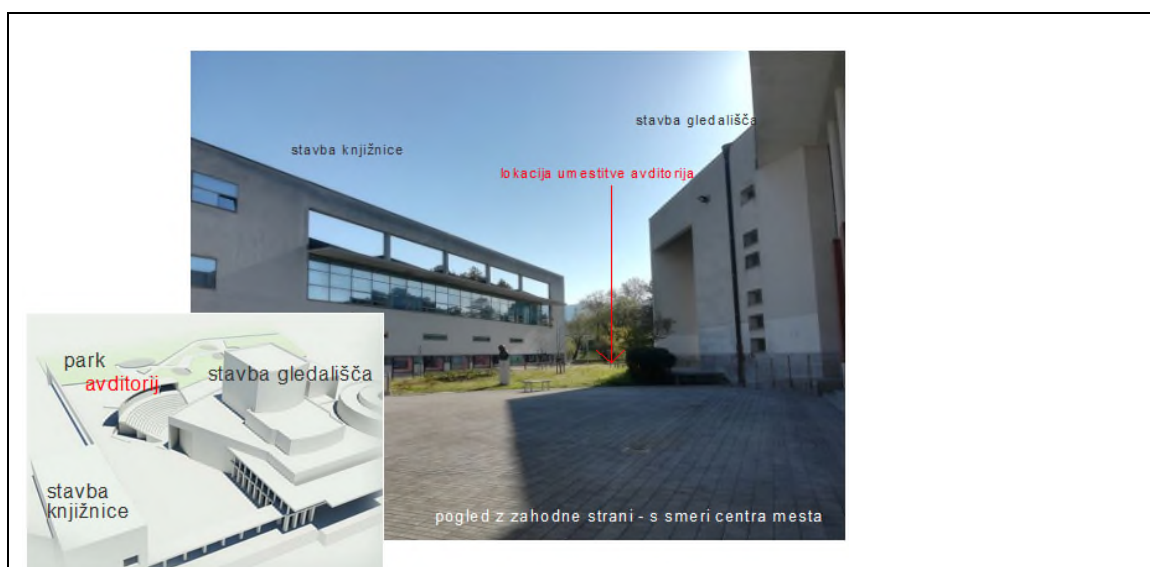 stavba gledališča
stavba knjižnice
lokacija umestitve avditorija
park
avditorij
stavba gledališča
stavba
knjižnice
pogled z zahodne strani - s smeri centra mesta